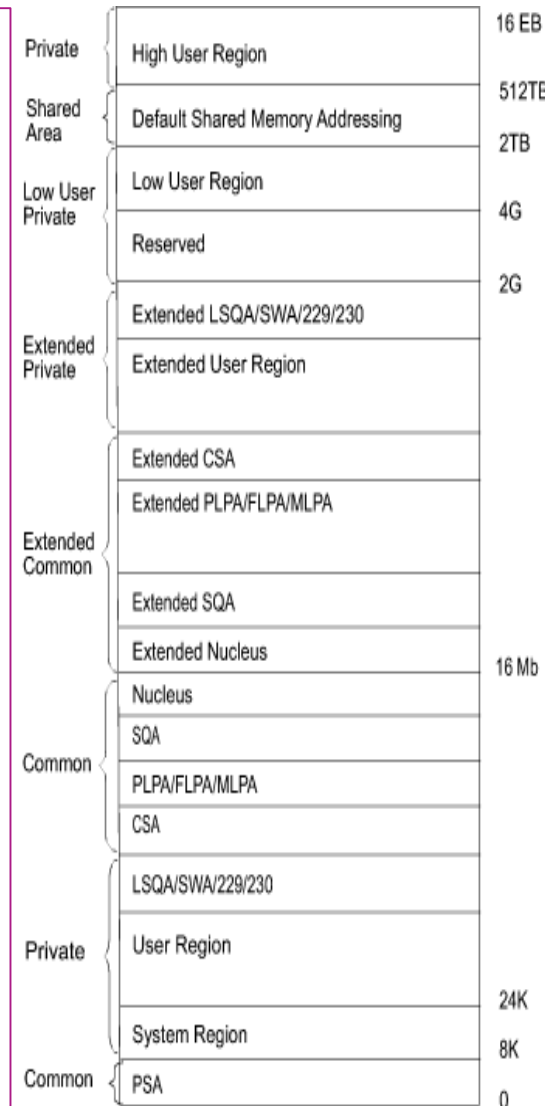 16 EB
Private
High User Region
512TB
Shared
Area
Default Shared Memory Addressing
2TB
Low User
Private
Low User Region
4G
Reserved
2G
Extended LSQA/SWA/229/230
Extended
Private
Extended User Region
Extended CSA
Extended PLPA/FLPA/MLPA
Extended
Common
Extended SQA
Extended Nucleus
16 Mb
Nucleus
SQA
Common
PLPA/FLPA/MLPA
CSA
LSQA/SWA/229/230
Private
User Region
24K
System Region
8K
Common
PSA
0